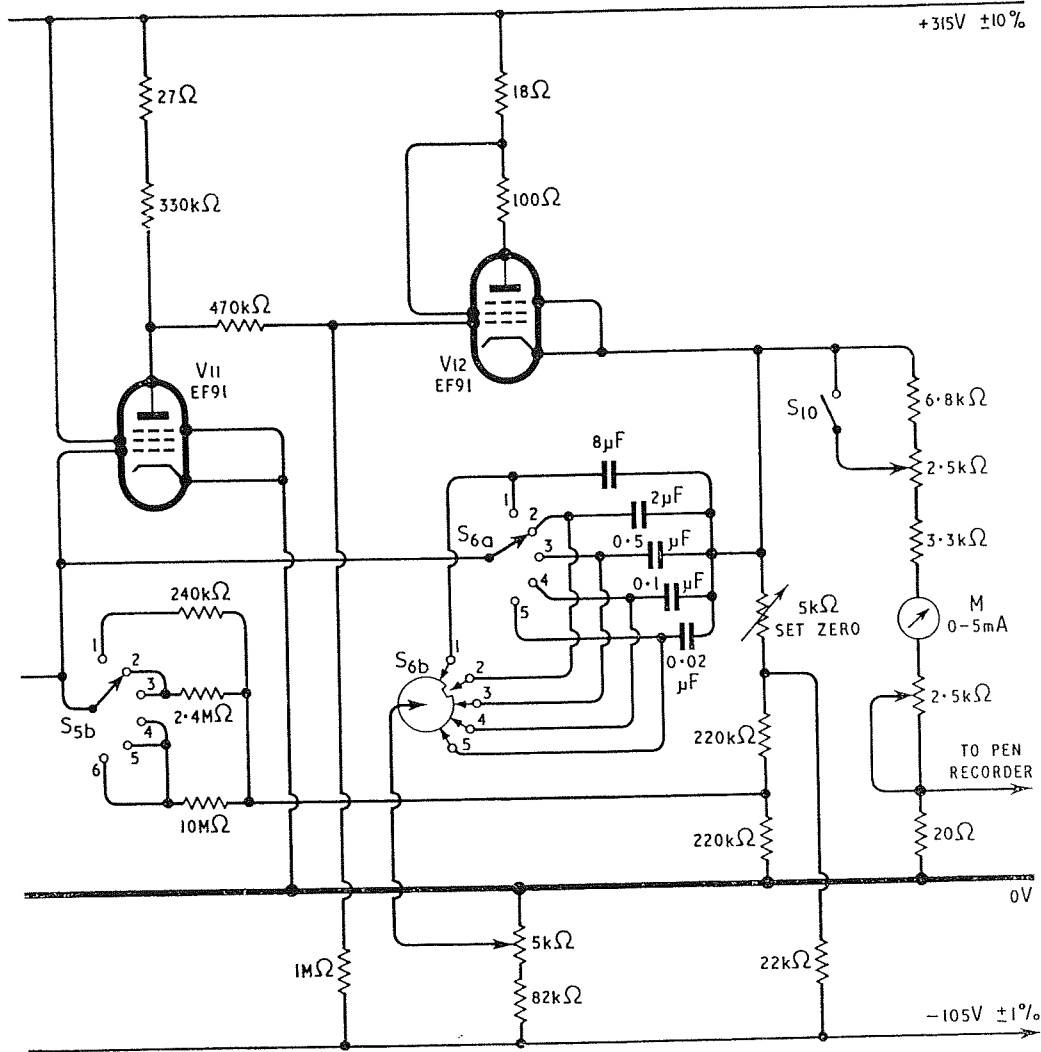 +315V ±10%
27Ω
18Ω
330kΩ
100Ω
470kΩ
V11
EF91
V12
EF91
S10
6·8kΩ
2·5kΩ
8μF
1
2
2μF
S6a
3
0·5 μF
3·3kΩ
4
0·1 μF
5
0·02
μF
5kΩ
SET ZERO
M
0-5mA
240kΩ
1
2
3
2·4MΩ
S5b
4
5
6
10MΩ
S6b
1
2
3
4
5
2·5kΩ
220kΩ
TO PEN
RECORDER
220kΩ
20Ω
0V
1MΩ
5kΩ
82kΩ
22kΩ
-105V ±1%